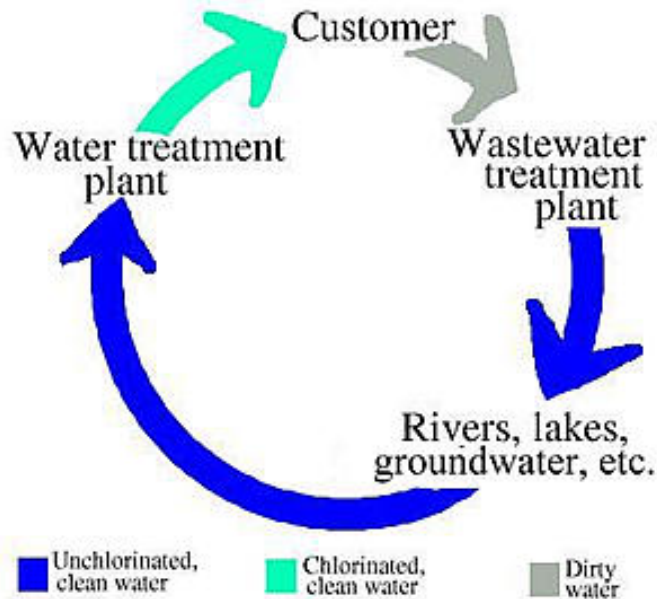 Customer
Water treatment
plant
Wastewater
treatment
plant
Rivers, lakes,
groundwater, etc.
Unchlorinated,
clean water
Chlorinated,
clean water
Dirty
water